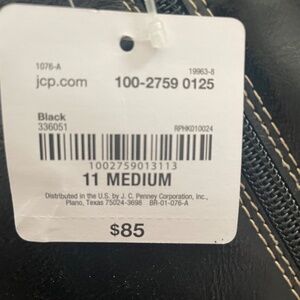 1076-A 19963-8
jcp.com 100-2759 0125
Black
336051 RPHK010024
1002759013113
11 MEDIUM
Distributed in the U.S. by J. C. Penney Corporation, Inc.,
Plano, Texas 75024-3698 BR-01-076-A
$85